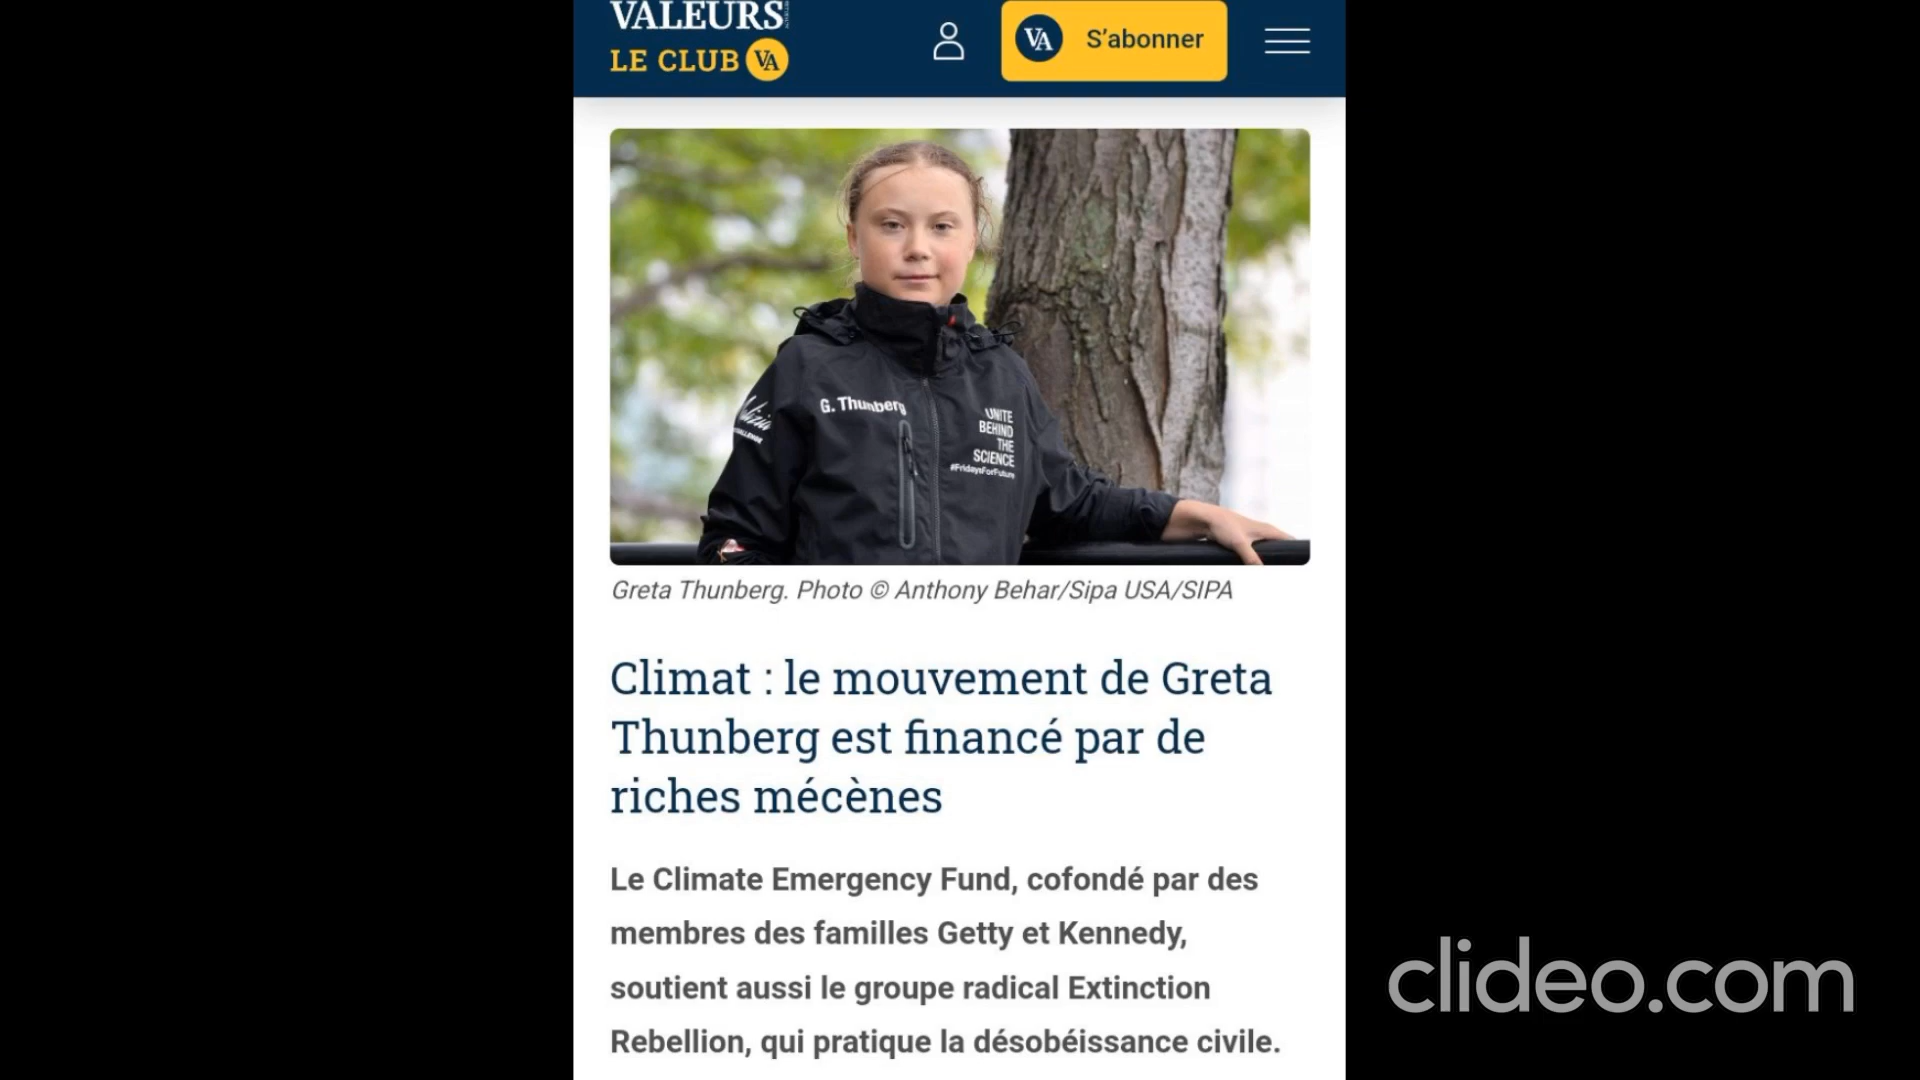 VALEURS
LE CLUB VA
VA S'abonner
G. Thunberg
UNITE
BEHIND
THE
SCIENCE
#FridaysForFuture
Greta Thunberg. Photo © Anthony Behar/Sipa USA/SIPA
Climat : le mouvement de Greta
Thunberg est financé par de
riches mécènes
Le Climate Emergency Fund, cofondé par des
membres des familles Getty et Kennedy,
soutient aussi le groupe radical Extinction
Rebellion, qui pratique la désobéissance civile.
clideo.com